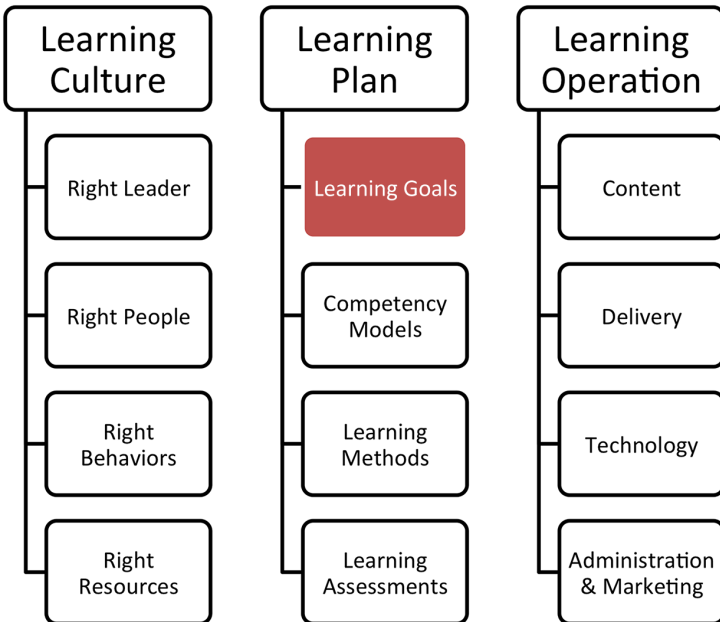 Learning
Culture
Right Leader
Right People
Right
Behaviors
Right
Resources
Learning
Plan
Learning Goals
Competency
Models
Learning
Methods
Learning
Assessments
Learning
Operation
Content
Delivery
Technology
Administration
& Marketing